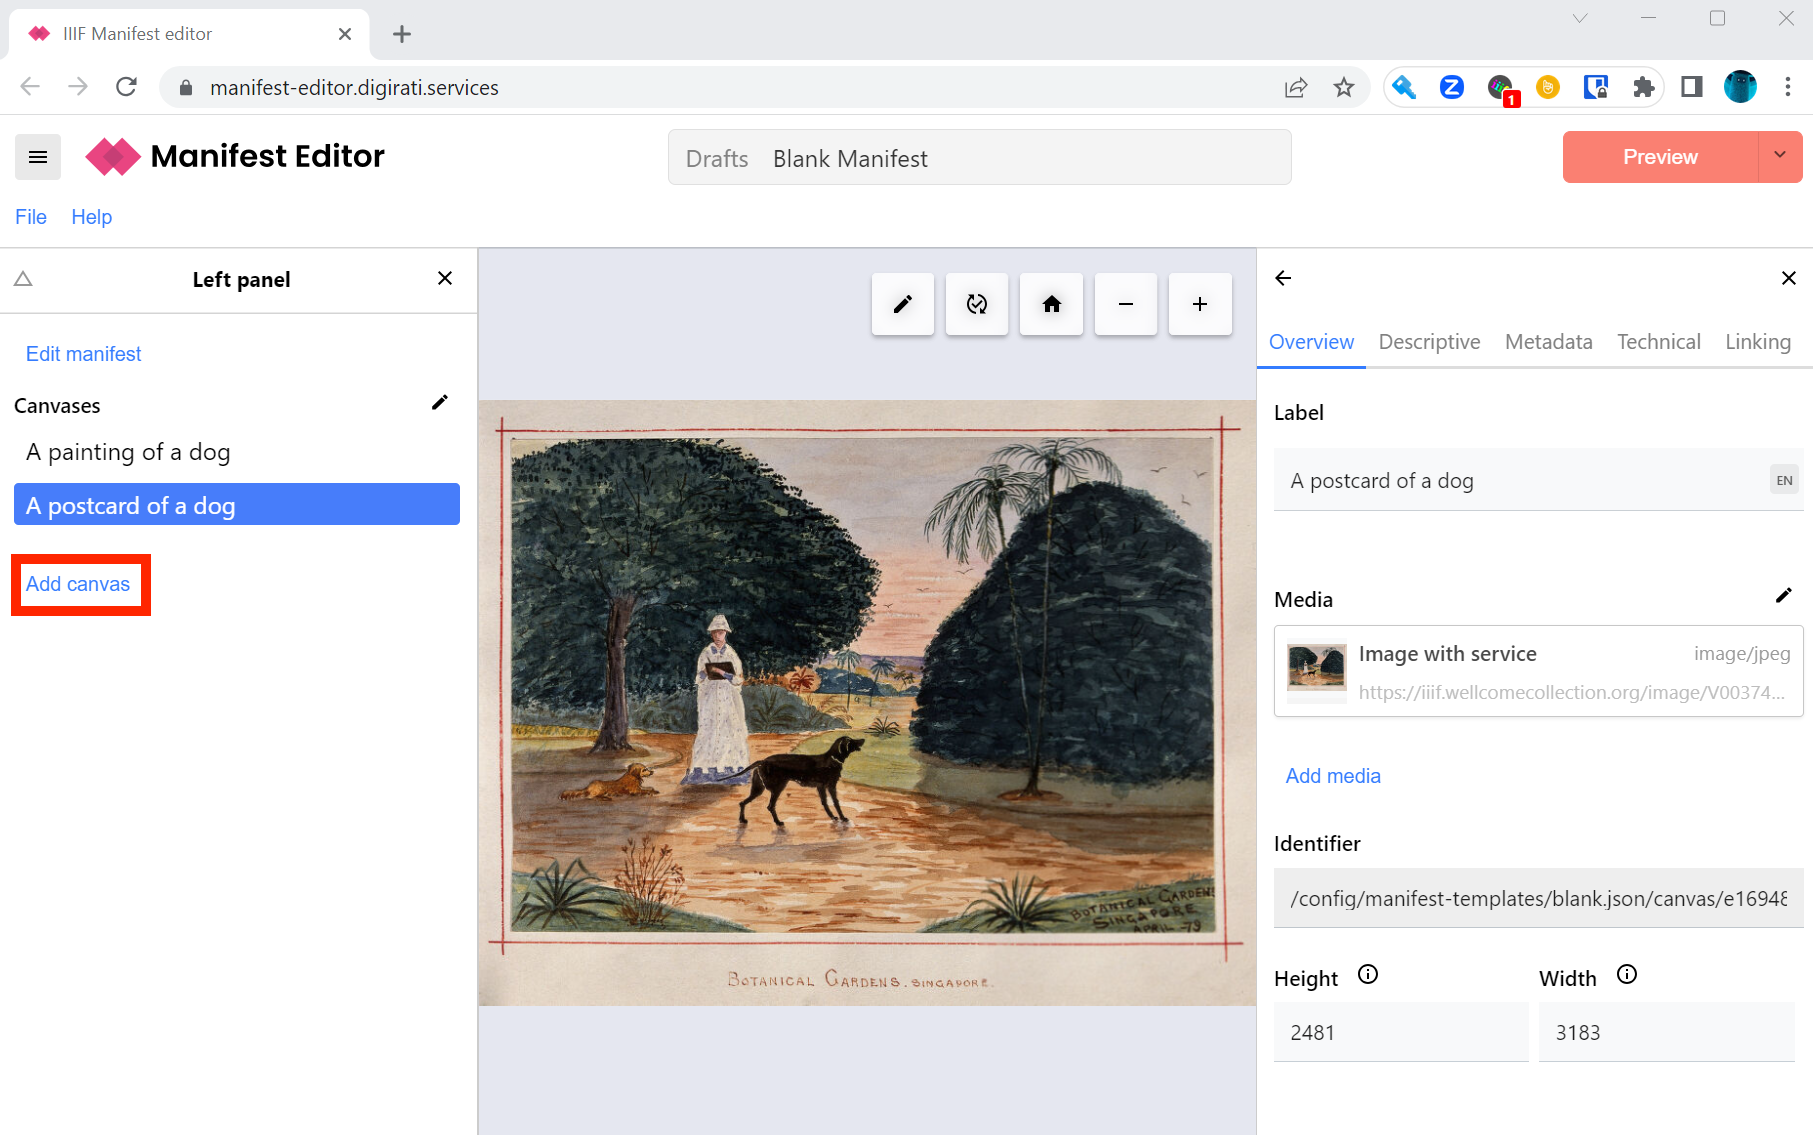 IIIF Manifest editor
manifest-editor.digirati.services
1
Manifest Editor
Drafts Blank Manifest
Preview
File Help
Left panel
Edit manifest
Canvases
A painting of a dog
A postcard of a dog
Add canvas
BOTANICAL GARDENS
SINGAPORE
APRIL -79
BOTANICAL GARDENS. SINGAPORE.
Overview Descriptive Metadata Technical Linking
Label
A postcard of a dog EN
Media
Image with service image/jpeg
https://iiif.wellcomecollection.org/image/V00374...
Add media
Identifier
/config/manifest-templates/blank.json/canvas/e16948
Height Width
2481 3183